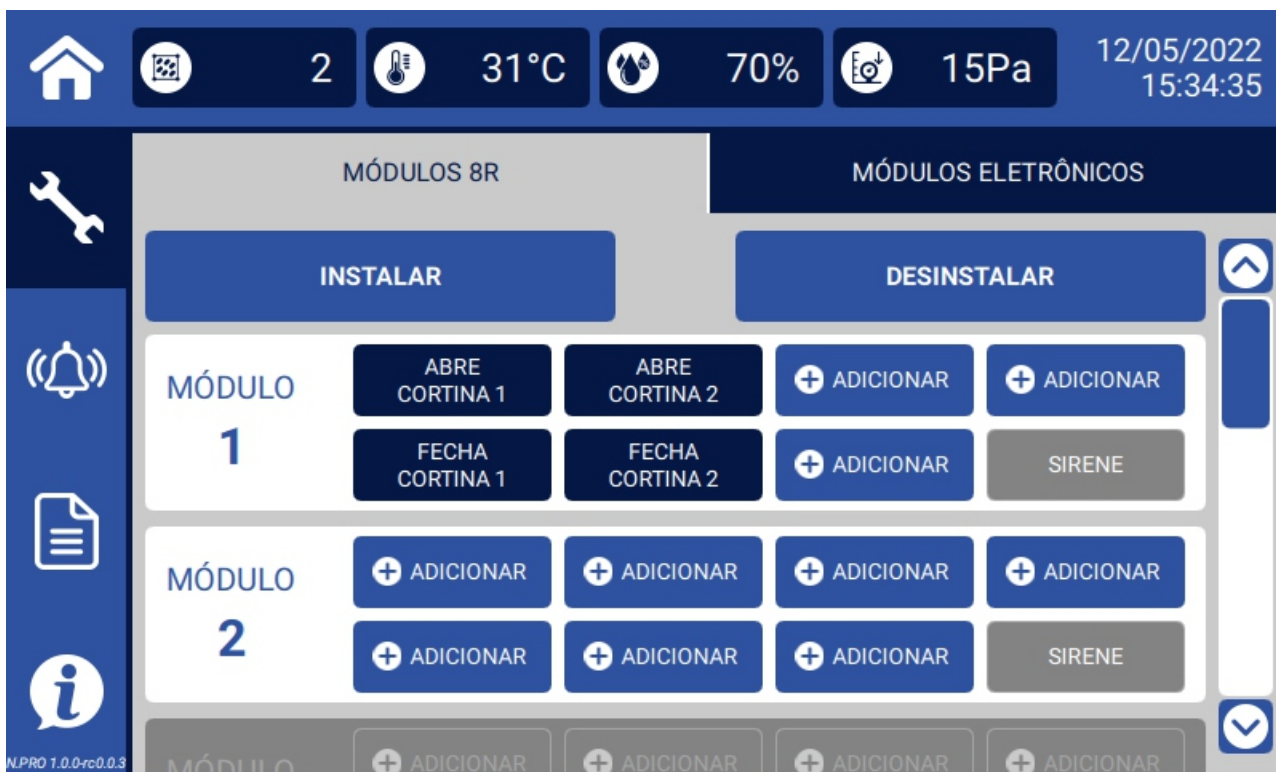 2
31°C
70%
15Pa
12/05/2022
15:34:35
MÓDULOS 8R
MÓDULOS ELETRÔNICOS
INSTALAR
DESINSTALAR
MÓDULO
1
ABRE
CORTINA 1
ABRE
CORTINA 2
ADICIONAR
ADICIONAR
FECHA
CORTINA 1
FECHA
CORTINA 2
ADICIONAR
SIRENE
MÓDULO
2
ADICIONAR
ADICIONAR
ADICIONAR
ADICIONAR
ADICIONAR
ADICIONAR
ADICIONAR
SIRENE
MÓDULO
ADICIONAR
ADICIONAR
ADICIONAR
ADICIONAR
N.PRO 1.0.0-rc0.0.3